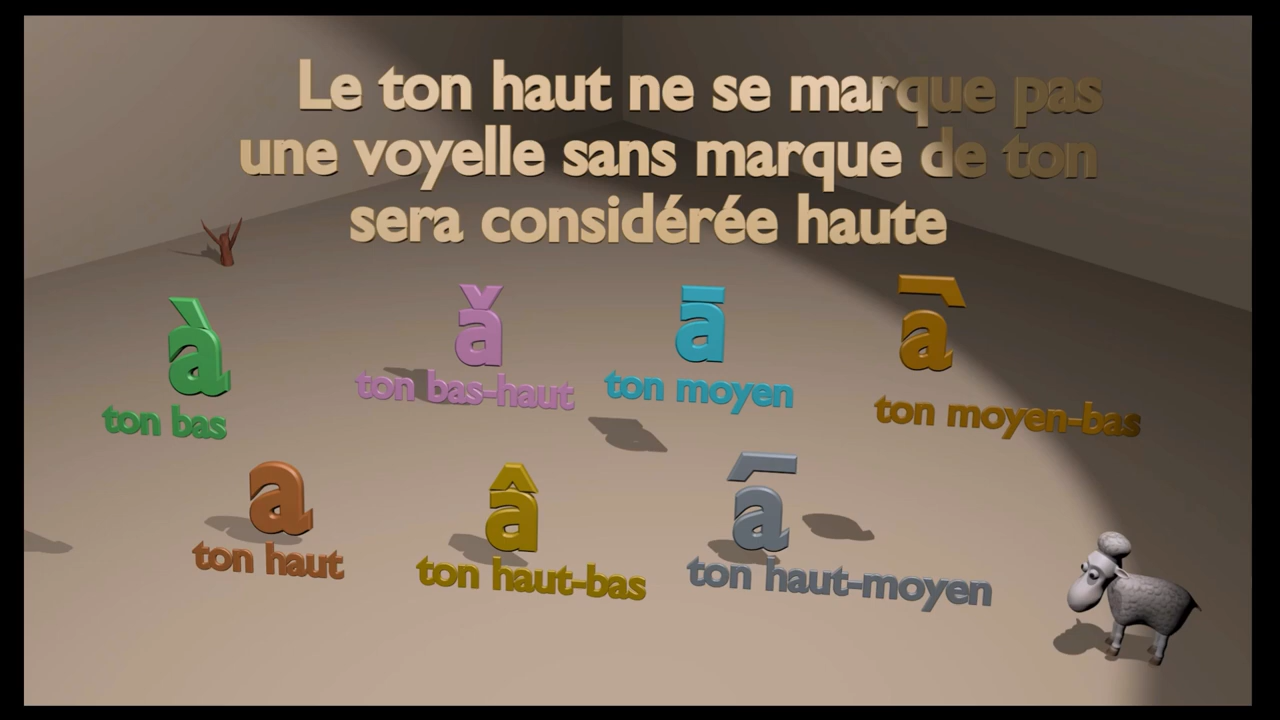 Le ton haut ne se marque pas
une voyelle sans marque de ton
sera considérée haute
à
ton bas
ǎ
ton bas-haut
ā
ton moyen
a᷆
ton moyen-bas
a
ton haut
â
ton haut-bas
a᷇
ton haut-moyen